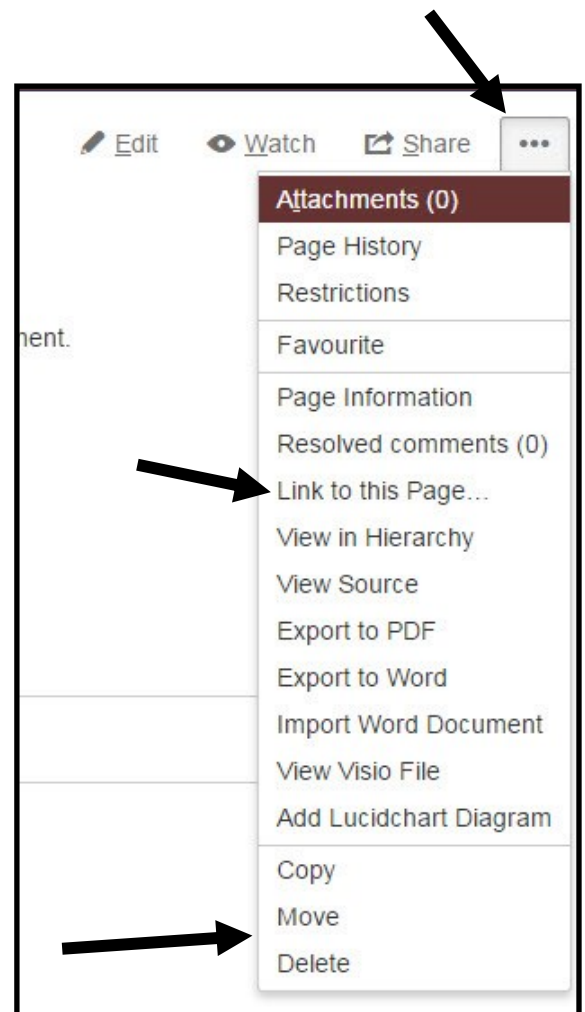 Edit Watch Share •••
Attachments (0)
Page History
Restrictions
nent.
Favourite
Page Information
Resolved comments (0)
Link to this Page...
View in Hierarchy
View Source
Export to PDF
Export to Word
Import Word Document
View Visio File
Add Lucidchart Diagram
Copy
Move
Delete